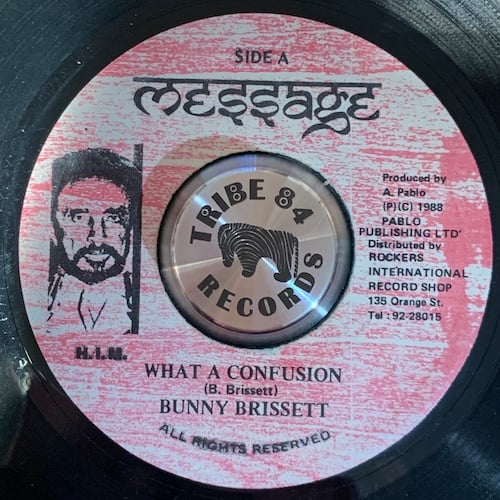 SIDE A
MESSAGE
TRIBE 84
RECORDS
Produced by
A. Pablo
(P)(C) 1988
PABLO
PUBLISHING LTD'
Distributed by
ROCKERS
INTERNATIONAL
RECORD SHOP
135 Orange St.
Tel : 92-28015
H.I.M.
WHAT A CONFUSION
(B. Brissett)
BUNNY BRISSETT
ALL RIGHTS RESERVED